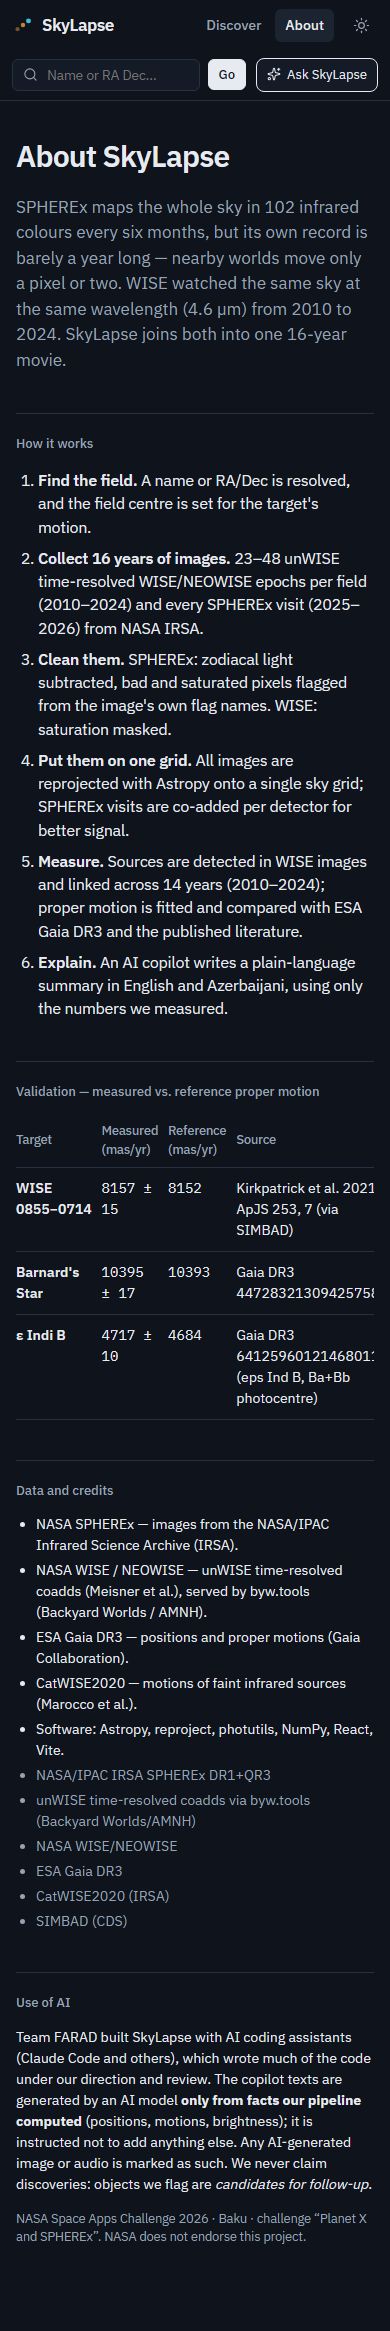 SkyLapse
Discover
About
Name or RA Dec...
Go
Ask SkyLapse
About SkyLapse
SPHEREx maps the whole sky in 102 infrared
colours every six months, but its own record is
barely a year long — nearby worlds move only
a pixel or two. WISE watched the same sky at
the same wavelength (4.6 µm) from 2010 to
2024. SkyLapse joins both into one 16-year
movie.
How it works
1. Find the field. A name or RA/Dec is resolved,
and the field centre is set for the target's
motion.
2. Collect 16 years of images. 23–48 unWISE
time-resolved WISE/NEOWISE epochs per field
(2010–2024) and every SPHEREx visit (2025–
2026) from NASA IRSA.
3. Clean them. SPHEREx: zodiacal light
subtracted, bad and saturated pixels flagged
from the image's own flag names. WISE:
saturation masked.
4. Put them on one grid. All images are
reprojected with Astropy onto a single sky grid;
SPHEREx visits are co-added per detector for
better signal.
5. Measure. Sources are detected in WISE images
and linked across 14 years (2010–2024);
proper motion is fitted and compared with ESA
Gaia DR3 and the published literature.
6. Explain. An AI copilot writes a plain-language
summary in English and Azerbaijani, using only
the numbers we measured.
Validation — measured vs. reference proper motion
Target
Measured
(mas/yr)
Reference
(mas/yr)
Source
WISE
0855–0714
8157 ±
15
8152
Kirkpatrick et al. 2021
ApJS 253, 7 (via
SIMBAD)
Barnard's
Star
10395
± 17
10393
Gaia DR3
4472832130942575
ε Indi B
4717 ±
10
4684
Gaia DR3
6412596012146801
(eps Ind B, Ba+Bb
photocentre)
Data and credits
• NASA SPHEREx — images from the NASA/IPAC
Infrared Science Archive (IRSA).
• NASA WISE / NEOWISE — unWISE time-resolved
coadds (Meisner et al.), served by byw.tools
(Backyard Worlds / AMNH).
• ESA Gaia DR3 — positions and proper motions (Gaia
Collaboration).
• CatWISE2020 — motions of faint infrared sources
(Marocco et al.).
• Software: Astropy, reproject, photutils, NumPy, React,
Vite.
• NASA/IPAC IRSA SPHEREx DR1+QR3
• unWISE time-resolved coadds via byw.tools
(Backyard Worlds/AMNH)
• NASA WISE/NEOWISE
• ESA Gaia DR3
• CatWISE2020 (IRSA)
• SIMBAD (CDS)
Use of AI
Team FARAD built SkyLapse with AI coding assistants
(Claude Code and others), which wrote much of the code
under our direction and review. The copilot texts are
generated by an AI model only from facts our pipeline
computed (positions, motions, brightness); it is
instructed not to add anything else. Any AI-generated
image or audio is marked as such. We never claim
discoveries: objects we flag are candidates for follow-up.
NASA Space Apps Challenge 2026 · Baku · challenge “Planet X
and SPHEREx”. NASA does not endorse this project.